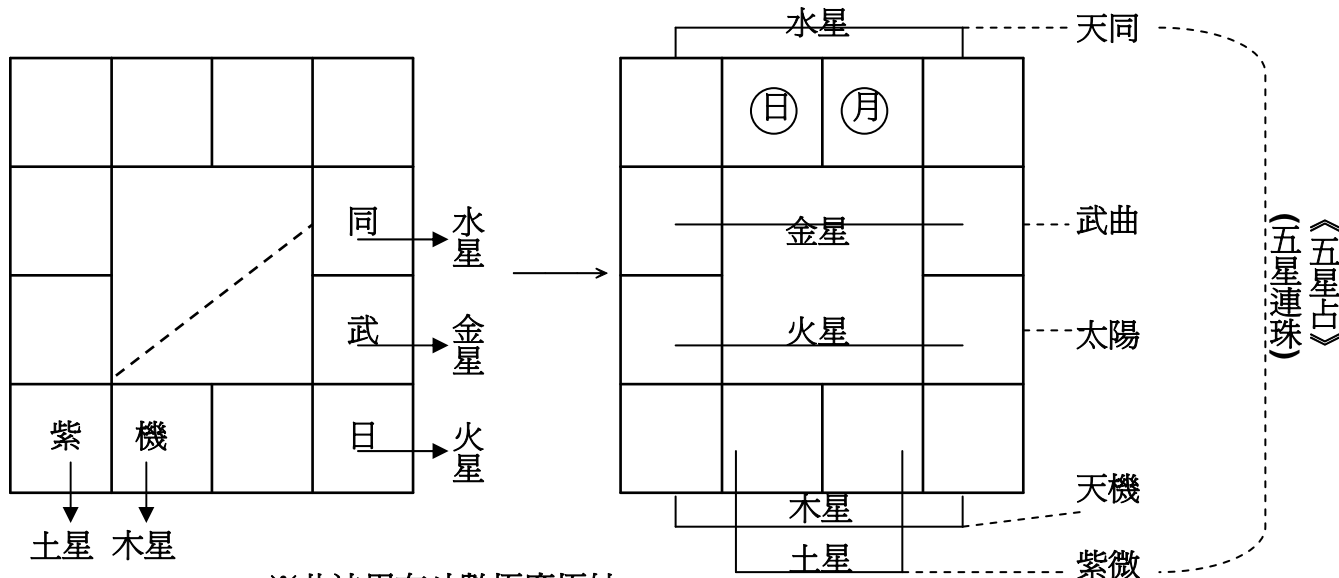 同
水星
武
金星
紫
機
日
火星
土星
木星
水星
天同
日
月
金星
武曲
火星
太陽
木星
天機
土星
紫微
《五星占》
(五星連珠)